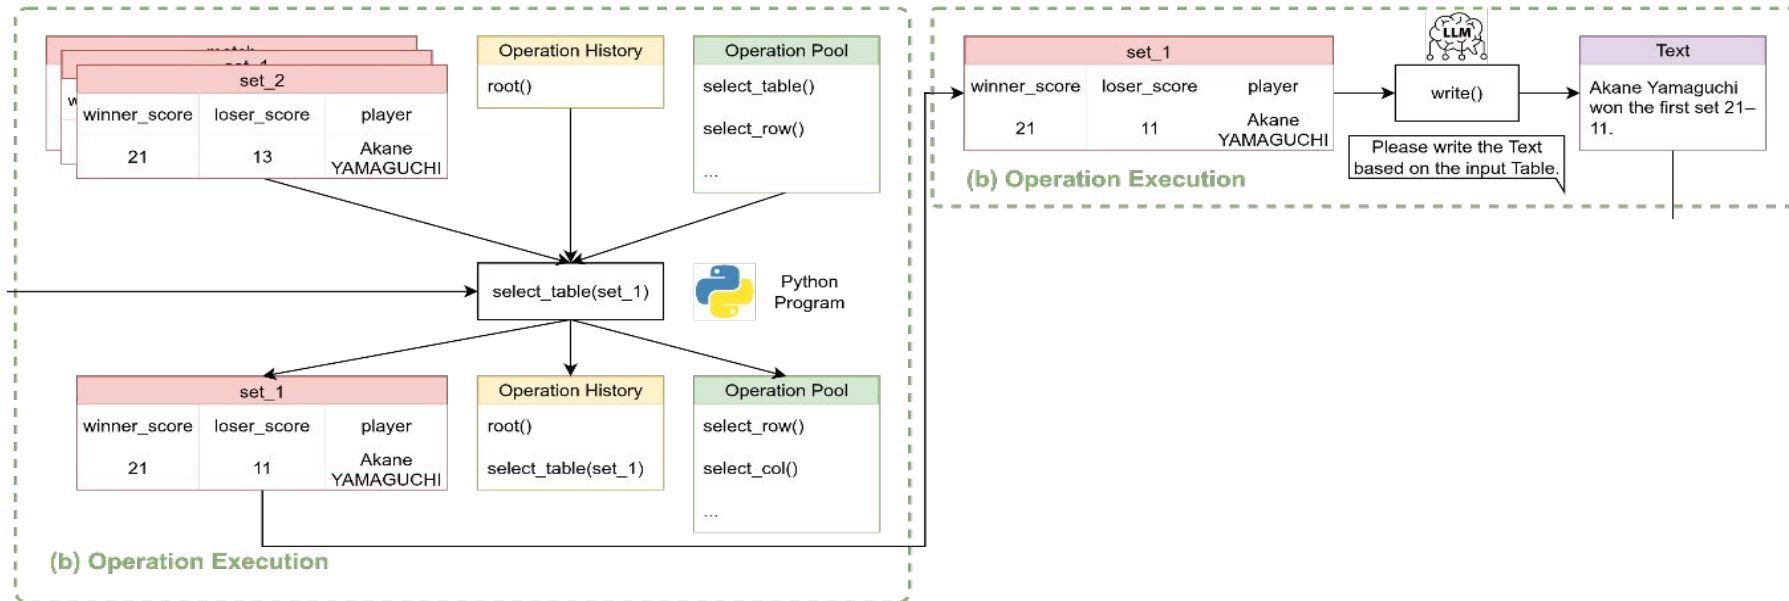 match
set_1
set_2
winner_score loser_score player
21 13 Akane
YAMAGUCHI
Operation History
root()
Operation Pool
select_table()
select_row()
...
select_table(set_1)
Python
Program
set_1
winner_score loser_score player
21 11 Akane
YAMAGUCHI
Operation History
root()
select_table(set_1)
Operation Pool
select_row()
select_col()
...
(b) Operation Execution
set_1
winner_score loser_score player
21 11 Akane
YAMAGUCHI
LLM
write()
Please write the Text
based on the input Table.
Text
Akane Yamaguchi
won the first set 21–
11.
(b) Operation Execution